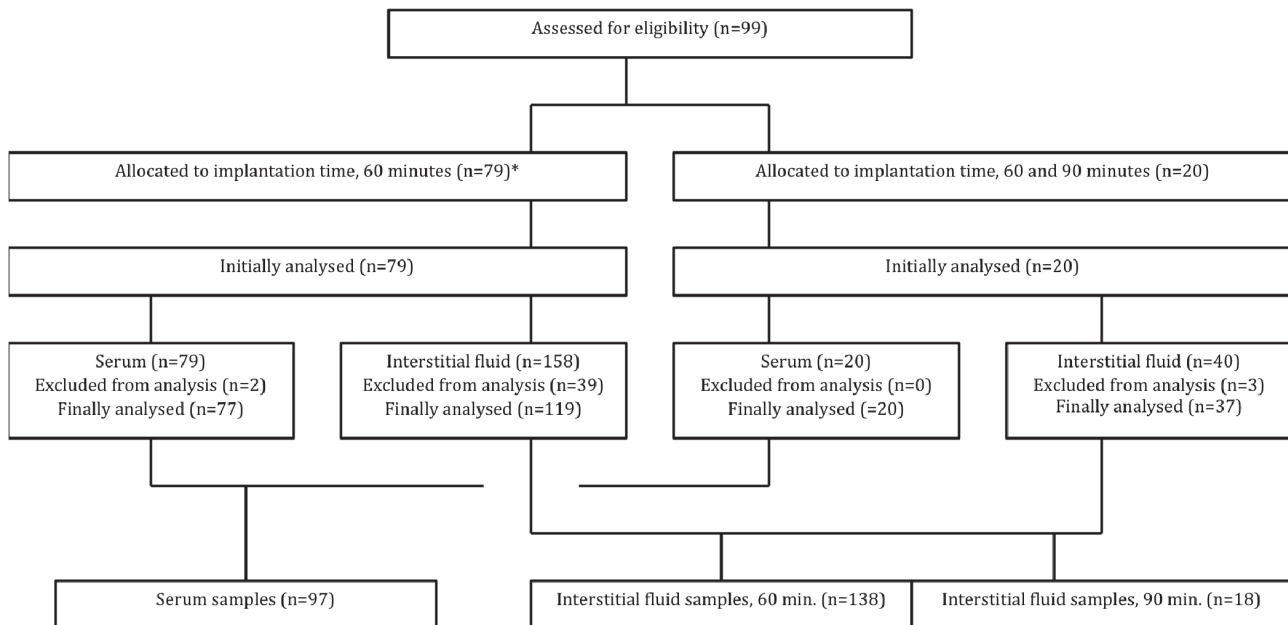 Assessed for eligibility (n=99)
Allocated to implantation time, 60 minutes (n=79)*
Allocated to implantation time, 60 and 90 minutes (n=20)
Initially analysed (n=79)
Initially analysed (n=20)
Serum (n=79)
Excluded from analysis (n=2)
Finally analysed (n=77)
Interstitial fluid (n=158)
Excluded from analysis (n=39)
Finally analysed (n=119)
Serum (n=20)
Excluded from analysis (n=0)
Finally analysed (=20)
Interstitial fluid (n=40)
Excluded from analysis (n=3)
Finally analysed (n=37)
Serum samples (n=97)
Interstitial fluid samples, 60 min. (n=138)
Interstitial fluid samples, 90 min. (n=18)